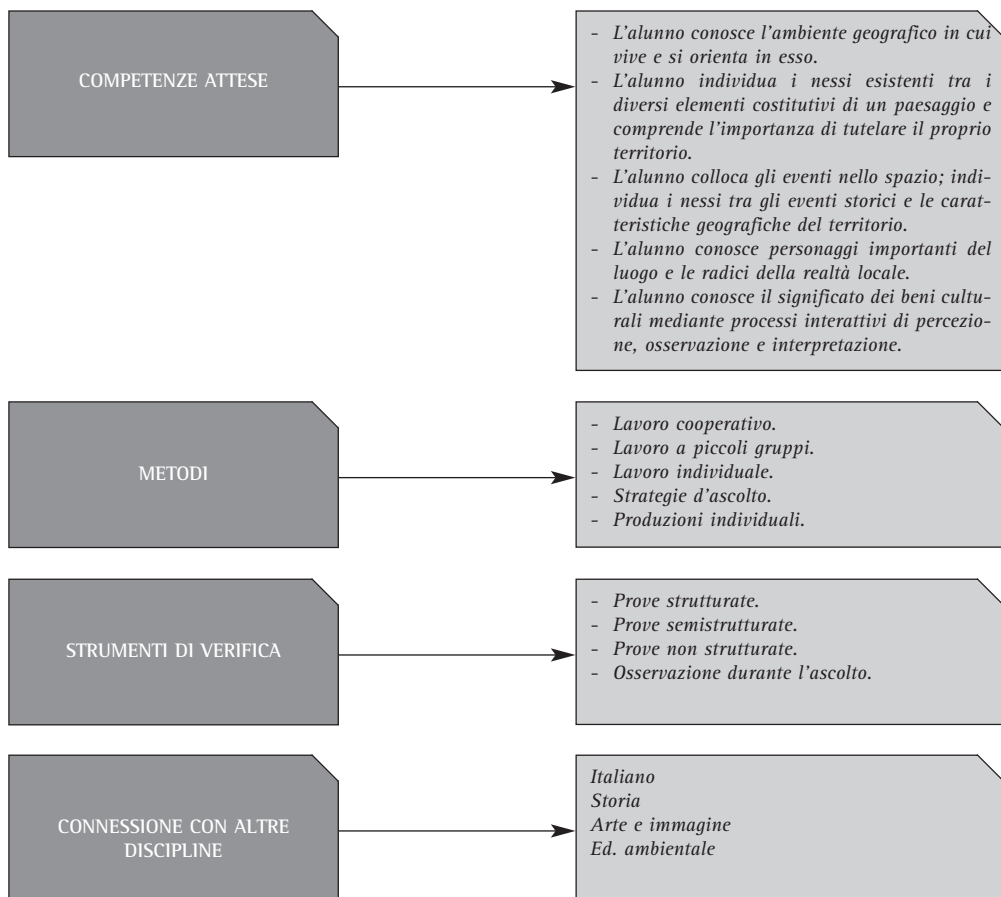 COMPETENZE ATTESE
- L'alunno conosce l'ambiente geografico in cui
vive e si orienta in esso.
- L'alunno individua i nessi esistenti tra i
diversi elementi costitutivi di un paesaggio e
comprende l'importanza di tutelare il proprio
territorio.
- L'alunno colloca gli eventi nello spazio; indi-
vidua i nessi tra gli eventi storici e le carat-
teristiche geografiche del territorio.
- L'alunno conosce personaggi importanti del
luogo e le radici della realtà locale.
- L'alunno conosce il significato dei beni cultu-
rali mediante processi interattivi di percezio-
ne, osservazione e interpretazione.
METODI
- Lavoro cooperativo.
- Lavoro a piccoli gruppi.
- Lavoro individuale.
- Strategie d'ascolto.
- Produzioni individuali.
STRUMENTI DI VERIFICA
- Prove strutturate.
- Prove semistrutturate.
- Prove non strutturate.
- Osservazione durante l'ascolto.
CONNESSIONE CON ALTRE
DISCIPLINE
Italiano
Storia
Arte e immagine
Ed. ambientale